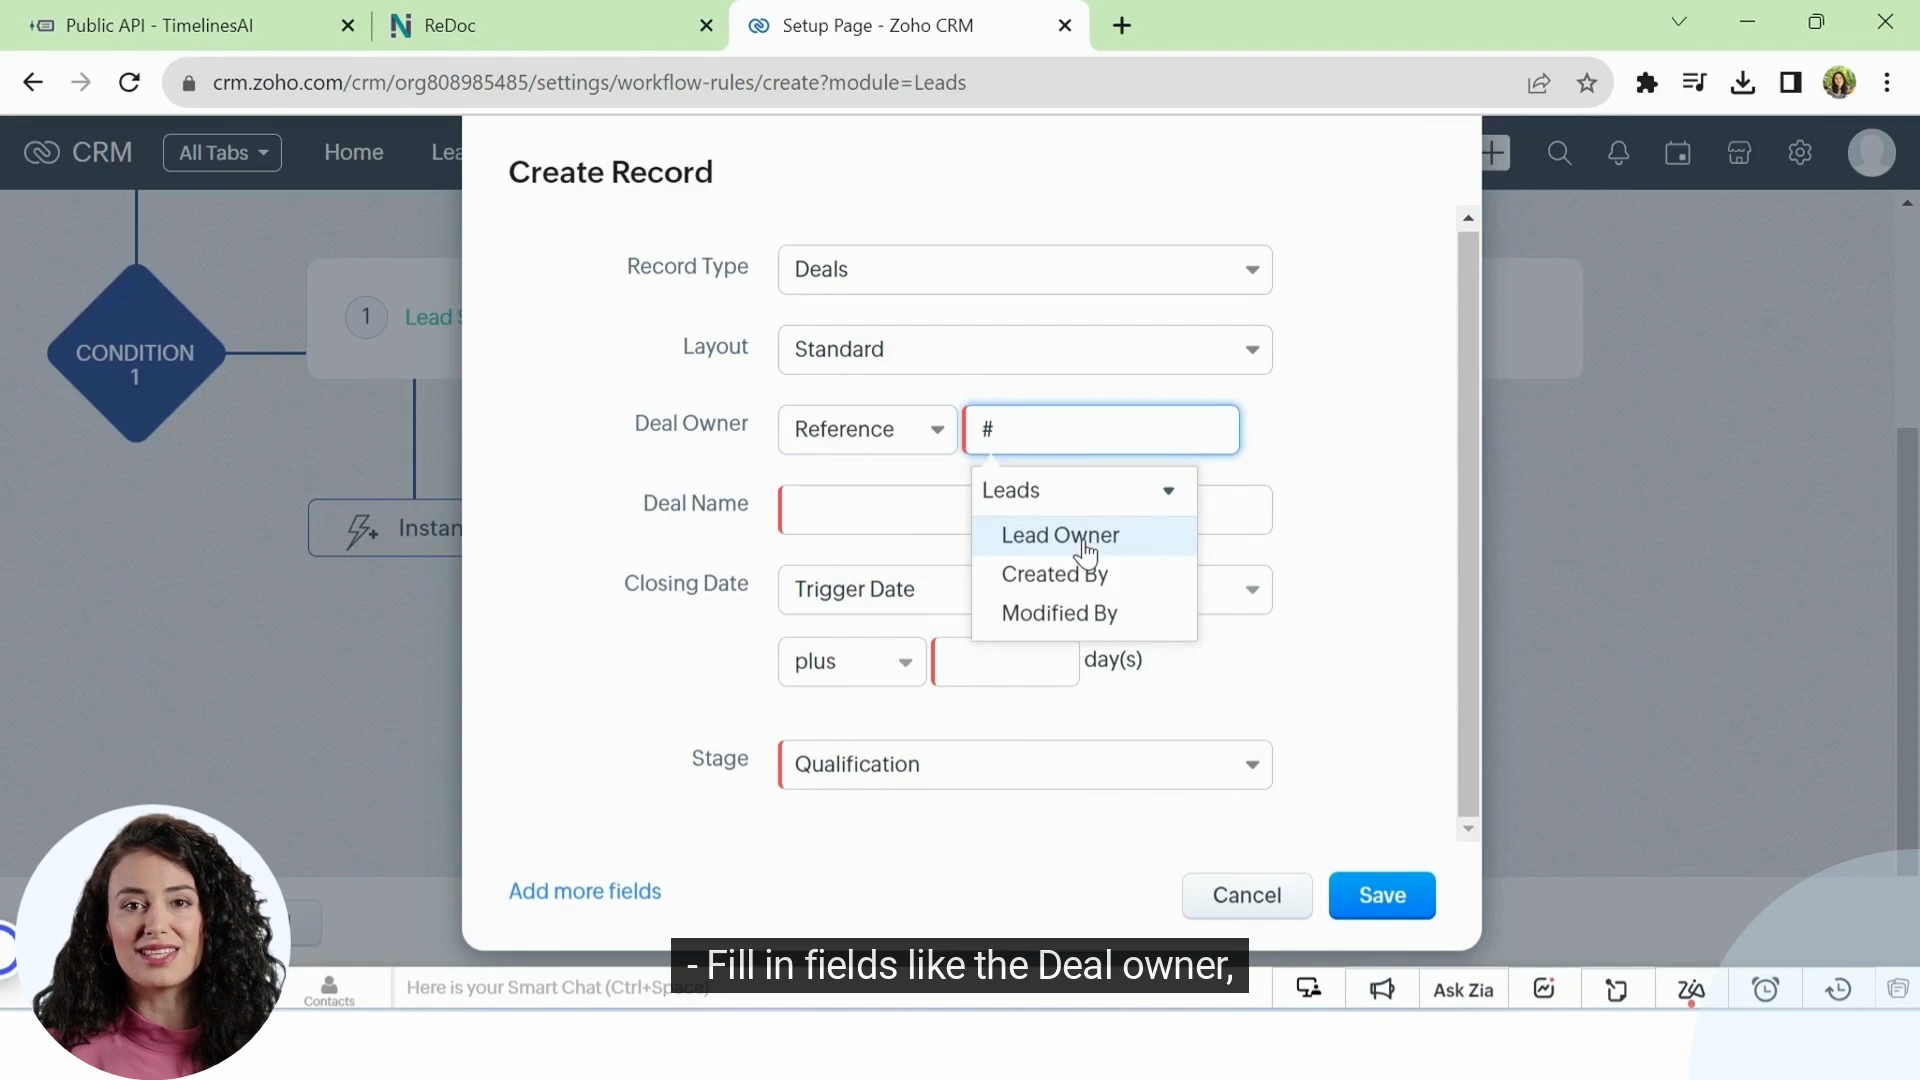 Public API - TimelinesAI
ReDoc
Setup Page - Zoho CRM
crm.zoho.com/crm/org808985485/settings/workflow-rules/create?module=Leads
CRM
All Tabs
Home
Lea
Create Record
Record Type
Deals
Layout
Standard
Deal Owner
Reference
#
Leads
Lead Owner
Created By
Modified By
Deal Name
Closing Date
Trigger Date
plus
day(s)
Stage
Qualification
CONDITION
1
1
Lead
Instan
Add more fields
Cancel
Save
- Fill in fields like the Deal owner,
Contacts
Here is your Smart Chat (Ctrl+Space)
Ask Zia